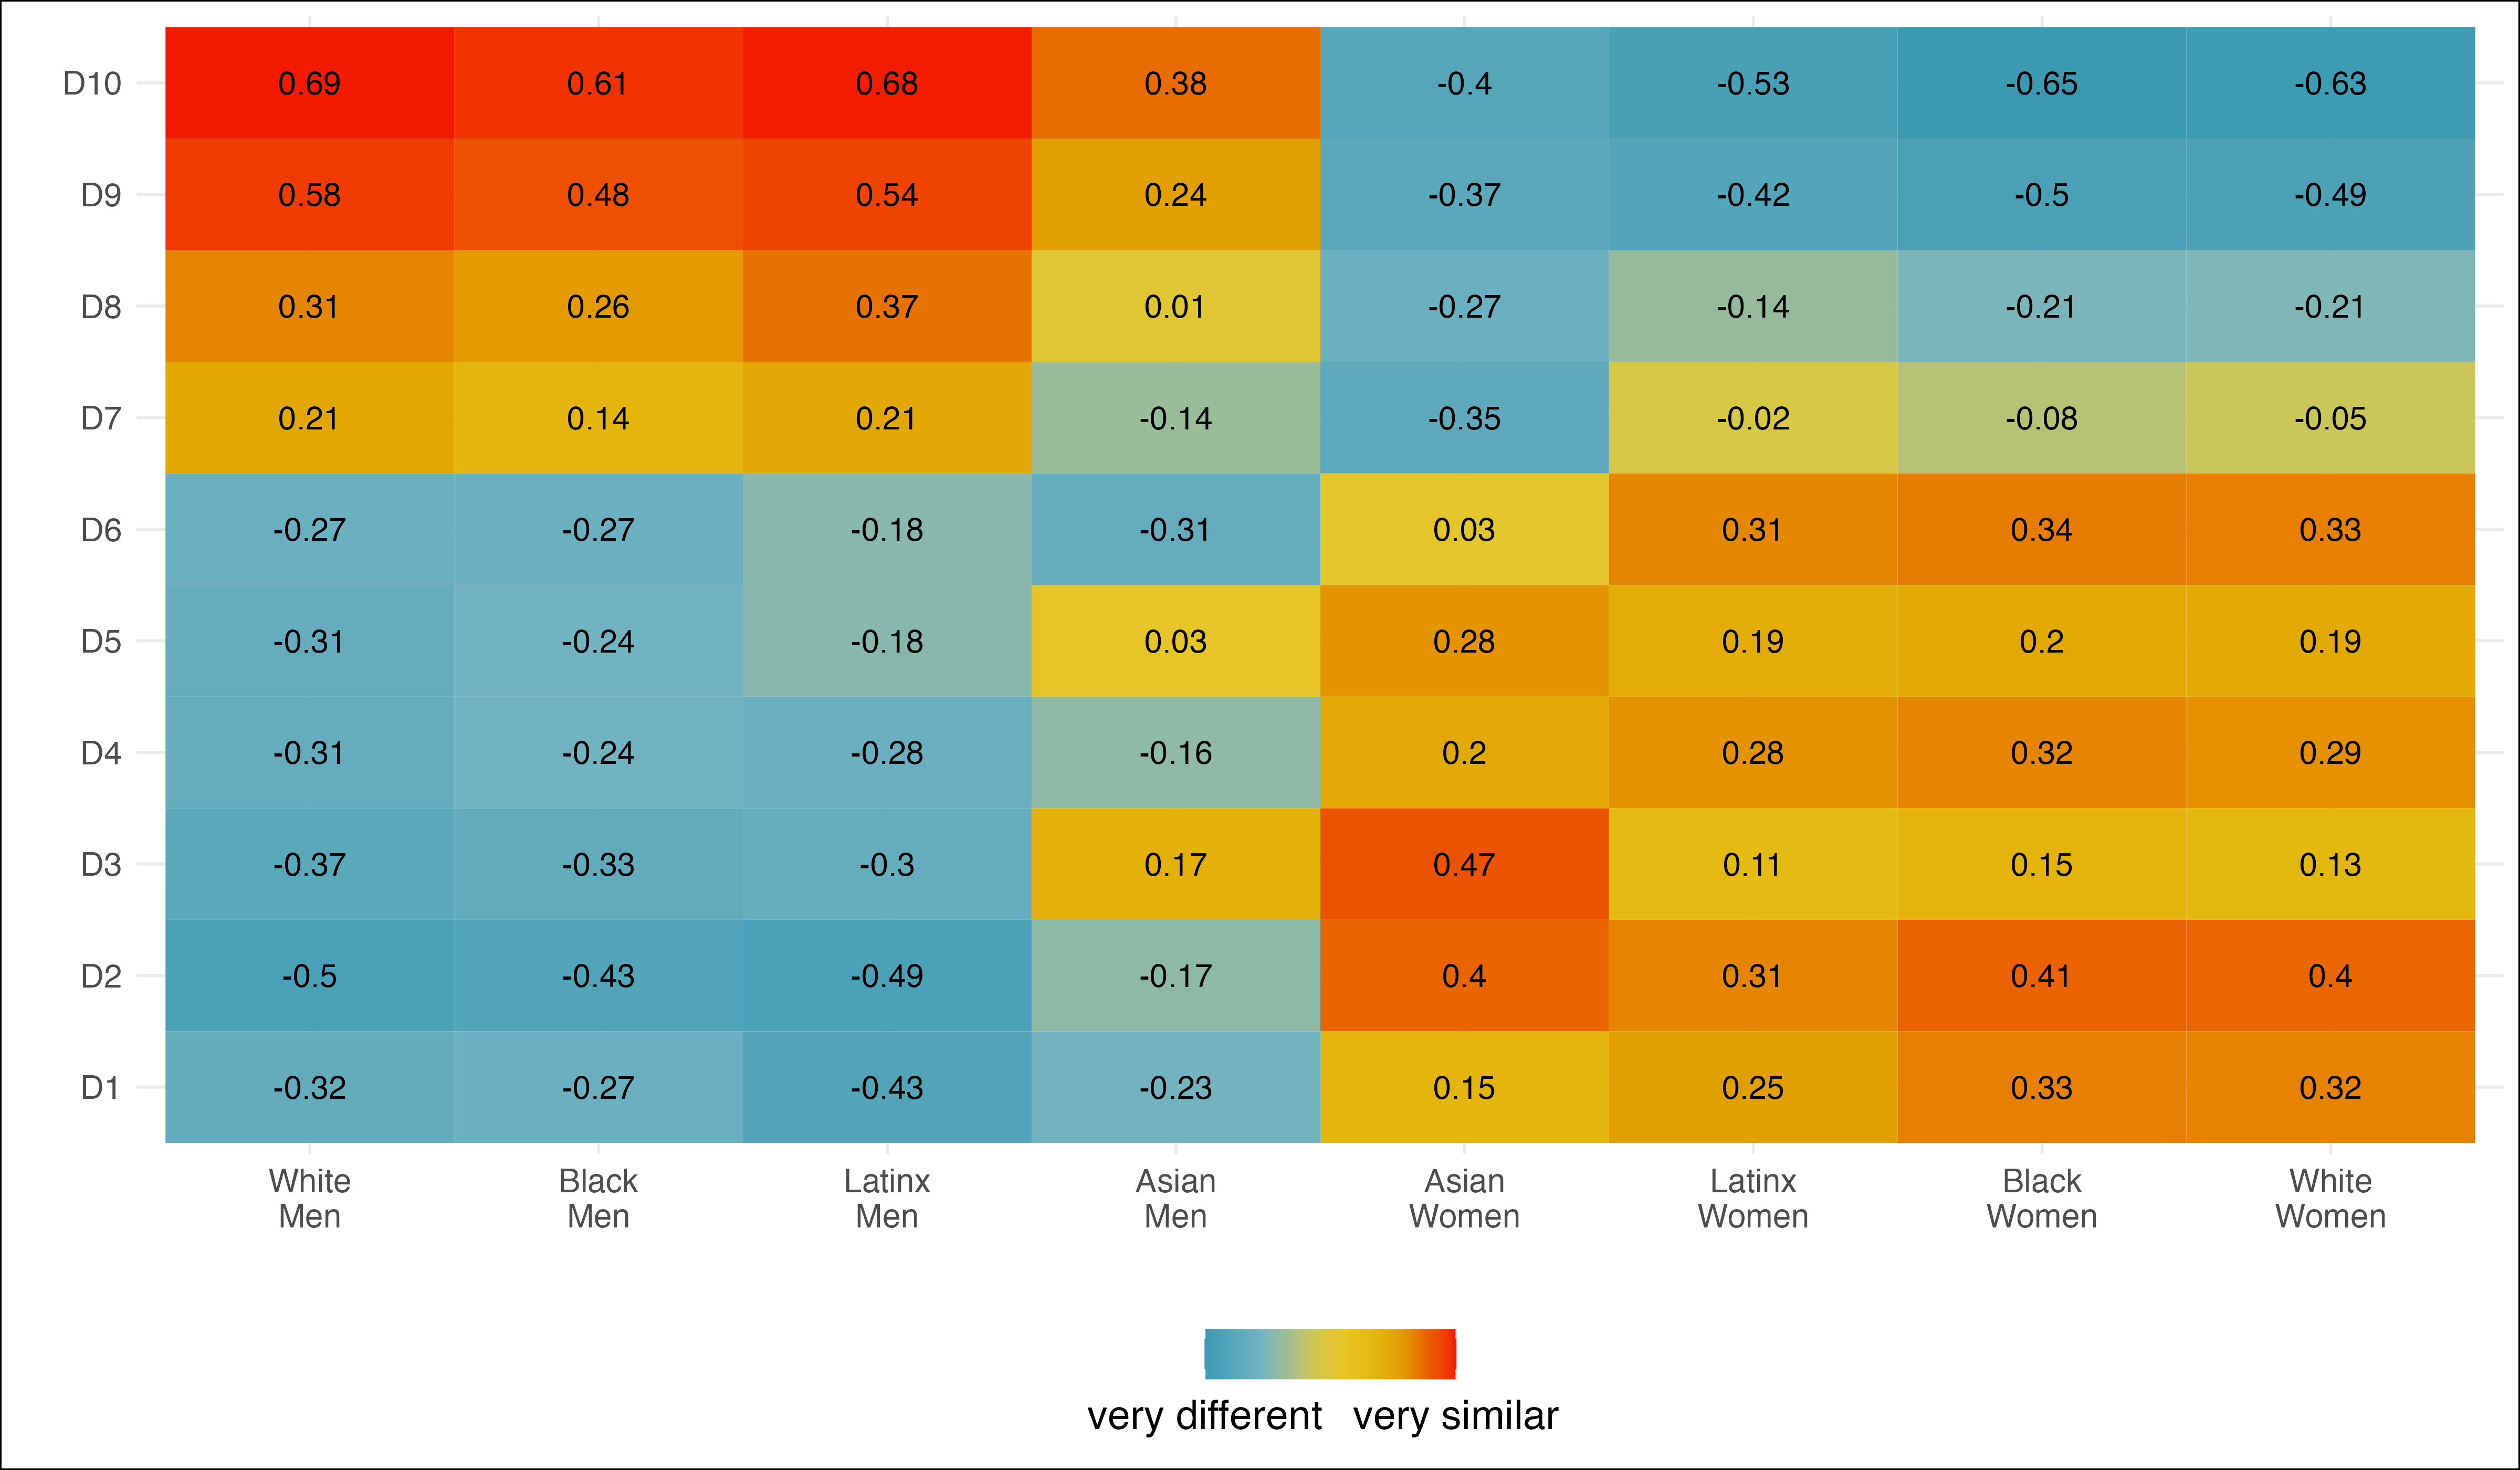 D10 0.69 0.61 0.68 0.38 -0.4 -0.53 -0.65 -0.63
D9 0.58 0.48 0.54 0.24 -0.37 -0.42 -0.5 -0.49
D8 0.31 0.26 0.37 0.01 -0.27 -0.14 -0.21 -0.21
D7 0.21 0.14 0.21 -0.14 -0.35 -0.02 -0.08 -0.05
D6 -0.27 -0.27 -0.18 -0.31 0.03 0.31 0.34 0.33
D5 -0.31 -0.24 -0.18 0.03 0.28 0.19 0.2 0.19
D4 -0.31 -0.24 -0.28 -0.16 0.2 0.28 0.32 0.29
D3 -0.37 -0.33 -0.3 0.17 0.47 0.11 0.15 0.13
D2 -0.5 -0.43 -0.49 -0.17 0.4 0.31 0.41 0.4
D1 -0.32 -0.27 -0.43 -0.23 0.15 0.25 0.33 0.32
White Black Latinx Asian Asian Latinx Black White
Men Men Men Men Women Women Women Women
very different very similar